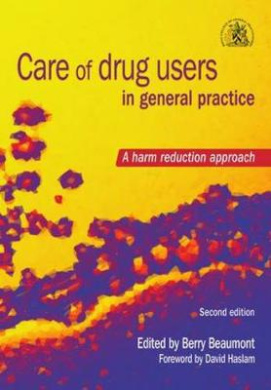 Care of drug users
in general practice
A harm reduction approach
Second edition
Edited by Berry Beaumont
Foreword by David Haslam